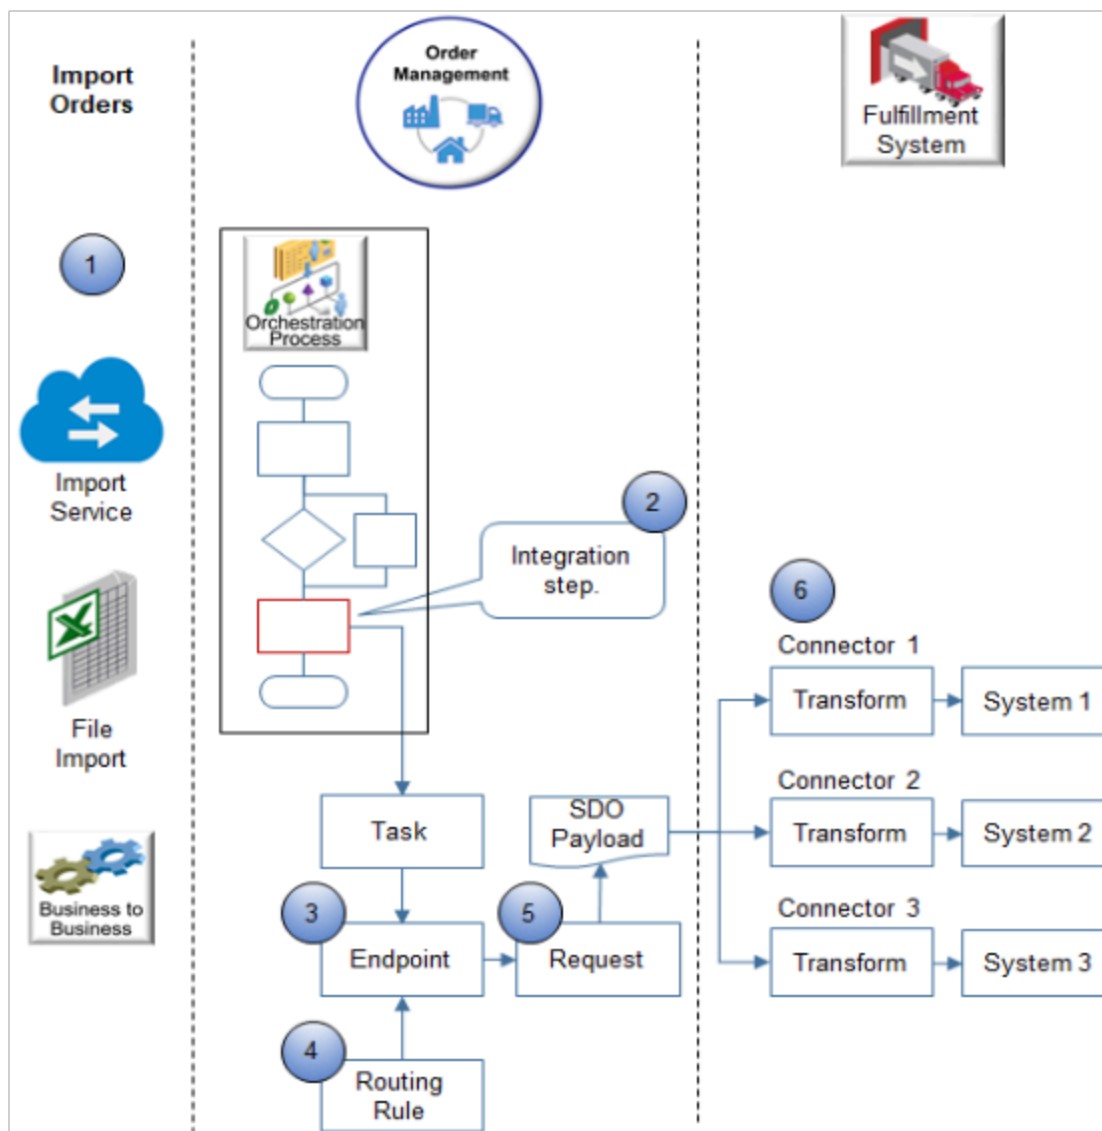 Import
Orders
Order
Management
Fulfillment
System
1
Orchestration
Process
Import
Service
2
Integration
step.
File
Import
6
Connector 1
Transform
System 1
Connector 2
Transform
System 2
Connector 3
Transform
System 3
Task
SDO
Payload
Business to
Business
3
Endpoint
5
Request
4
Routing
Rule